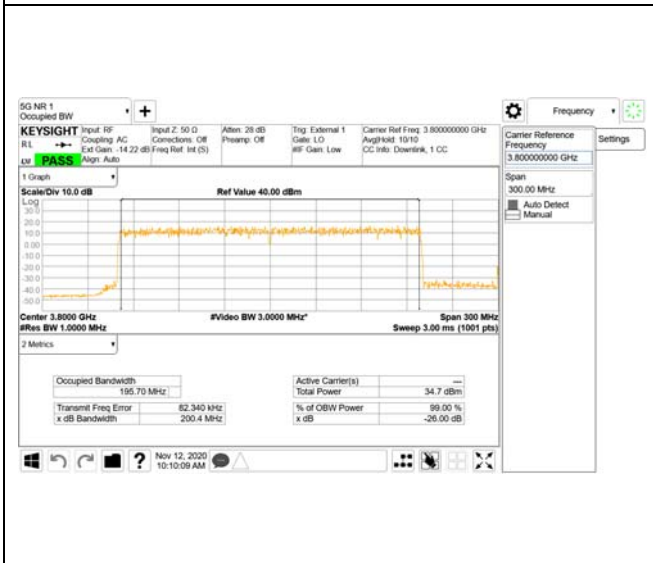 5G NR 1
Occupied BW
+
Frequency
KEYSIGHT Input: RF Input Z: 50 Ω Atten: 28 dB Trig: External 1 Carrier Ref Freq: 3.800000000 GHz
RL Coupling: AC Corrections: Off Preamp: Off Gate: LO Avg|Hold: 10/10
Ext Gain: -14.22 dB Freq Ref: Int (S) #IF Gain: Low CC Info: Downlink, 1 CC
PASS Align: Auto
Carrier Reference
Frequency
3.800000000 GHz
Settings
Span
300.00 MHz
Auto Detect
Manual
1 Graph
Scale/Div 10.0 dB Ref Value 40.00 dBm
Log
30.0
20.0
10.0
0.00
-10.0
-20.0
-30.0
-40.0
-50.0
Center 3.8000 GHz #Video BW 3.0000 MHz* Span 300 MHz
#Res BW 1.0000 MHz Sweep 3.00 ms (1001 pts)
2 Metrics
Occupied Bandwidth Active Carrier(s) ---
195.70 MHz Total Power 34.7 dBm
Transmit Freq Error 82.340 kHz % of OBW Power 99.00 %
x dB Bandwidth 200.4 MHz x dB -26.00 dB
? Nov 12, 2020
10:10:09 AM